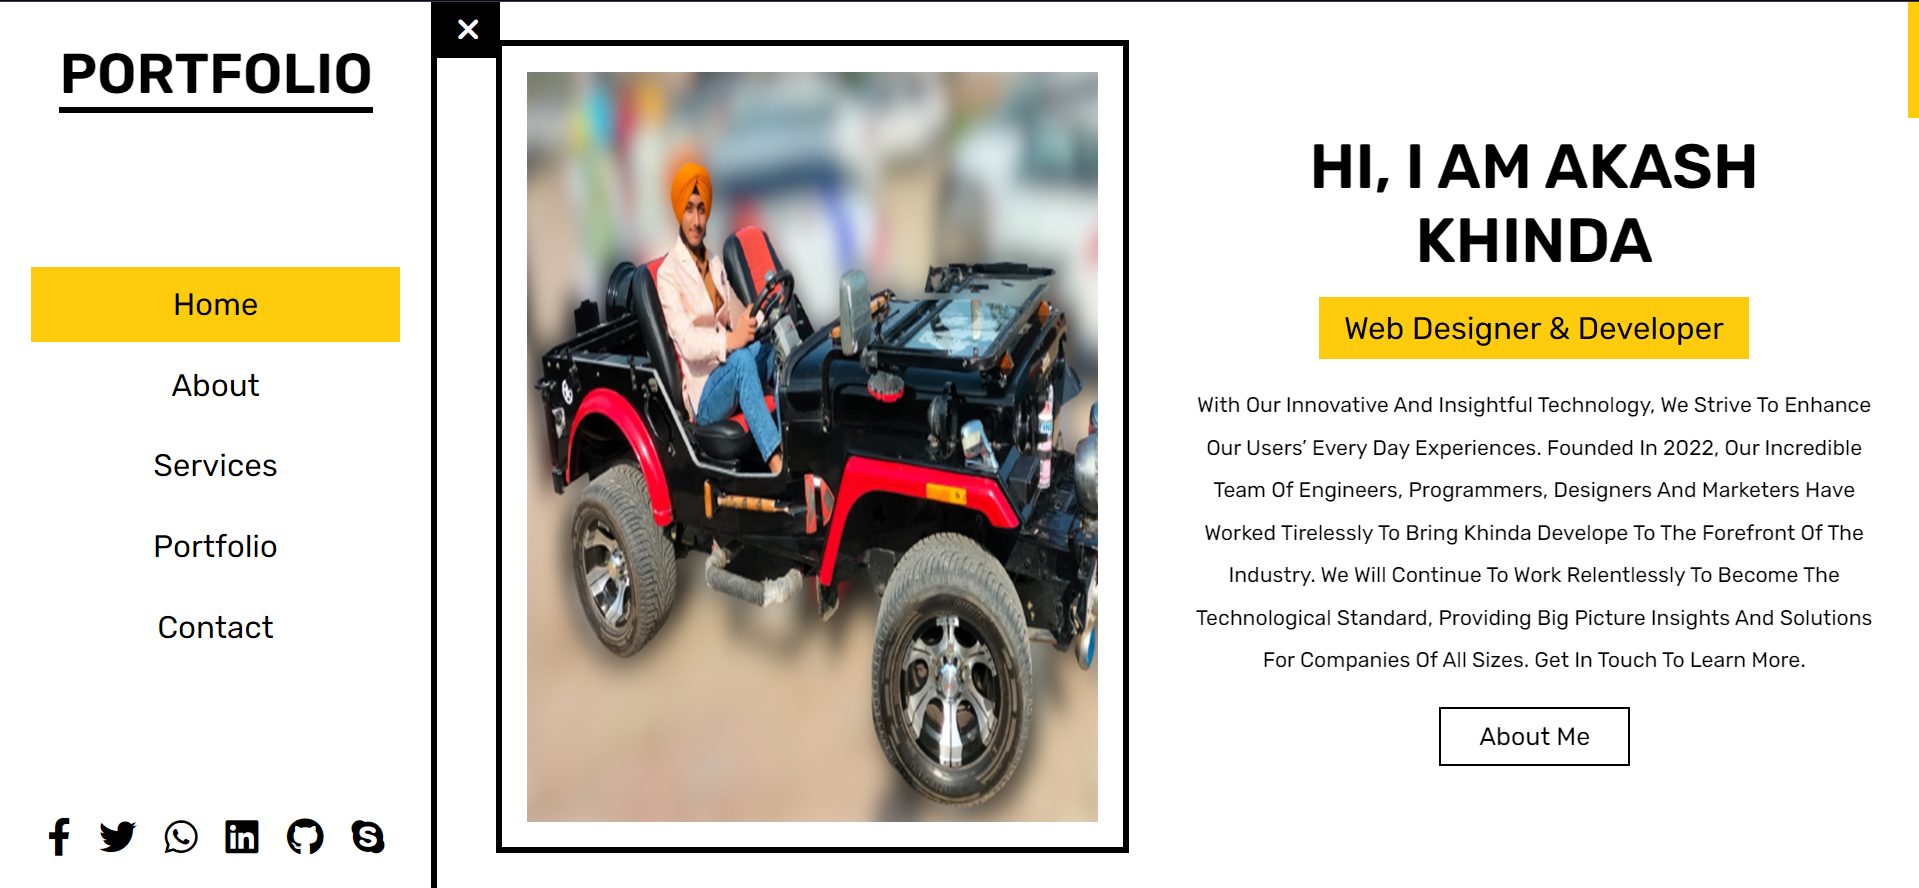 PORTFOLIO
Home
About
Services
Portfolio
Contact
HI, I AM AKASH
KHINDA
Web Designer & Developer
With Our Innovative And Insightful Technology, We Strive To Enhance
Our Users’ Every Day Experiences. Founded In 2022, Our Incredible
Team Of Engineers, Programmers, Designers And Marketers Have
Worked Tirelessly To Bring Khinda Develope To The Forefront Of The
Industry. We Will Continue To Work Relentlessly To Become The
Technological Standard, Providing Big Picture Insights And Solutions
For Companies Of All Sizes. Get In Touch To Learn More.
About Me